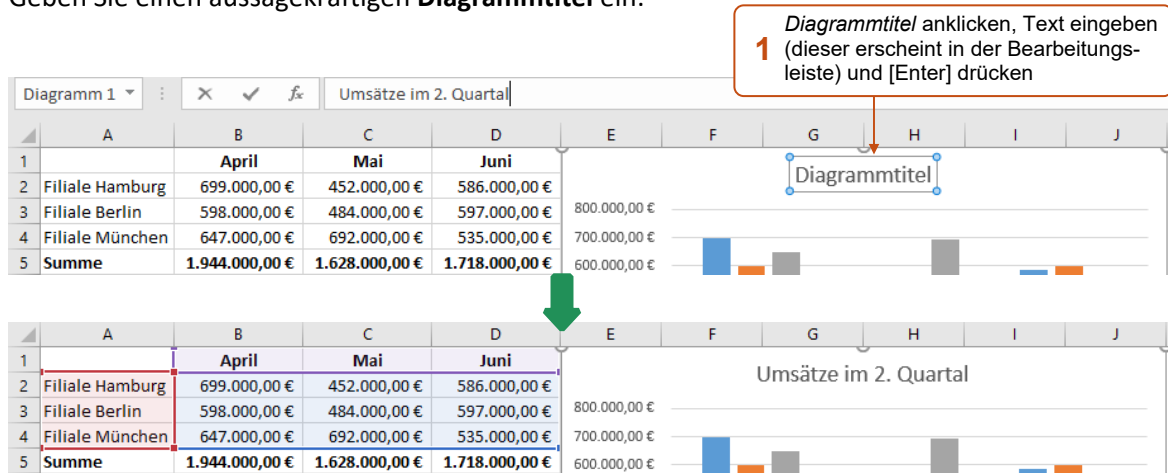 Geben Sie einen aussagekräftigen Diagrammtitel ein.
1 Diagrammtitel anklicken, Text eingeben
(dieser erscheint in der Bearbeitungs-
leiste) und [Enter] drücken
Diagramm 1 fx Umsätze im 2. Quartal
A B C D E F G H I J
1 April Mai Juni
Diagrammtitel
2 Filiale Hamburg 699.000,00 € 452.000,00 € 586.000,00 €
3 Filiale Berlin 598.000,00 € 484.000,00 € 597.000,00 € 800.000,00 €
4 Filiale München 647.000,00 € 692.000,00 € 535.000,00 € 700.000,00 €
5 Summe 1.944.000,00 € 1.628.000,00 € 1.718.000,00 € 600.000,00 €
A B C D E F G H I J
1 April Mai Juni
Umsätze im 2. Quartal
2 Filiale Hamburg 699.000,00 € 452.000,00 € 586.000,00 €
3 Filiale Berlin 598.000,00 € 484.000,00 € 597.000,00 € 800.000,00 €
4 Filiale München 647.000,00 € 692.000,00 € 535.000,00 € 700.000,00 €
5 Summe 1.944.000,00 € 1.628.000,00 € 1.718.000,00 € 600.000,00 €